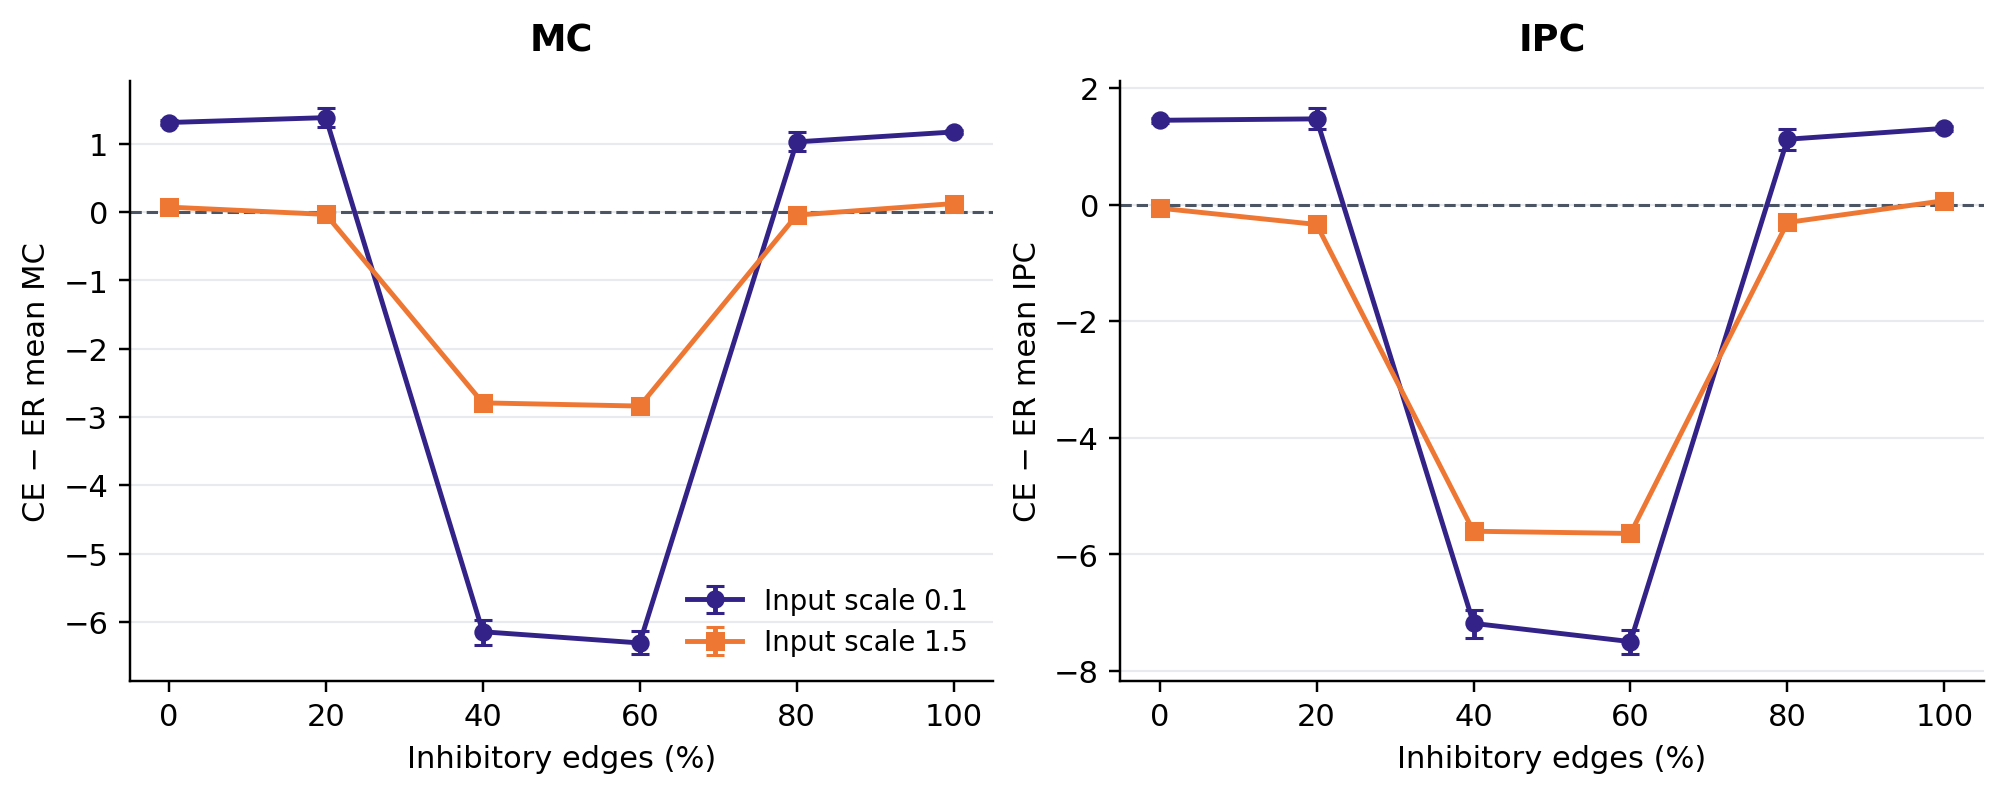 MC
CE − ER mean MC
1
0
−1
−2
−3
−4
−5
−6
0 20 40 60 80 100
Inhibitory edges (%)
Input scale 0.1
Input scale 1.5
IPC
CE − ER mean IPC
2
0
−2
−4
−6
−8
0 20 40 60 80 100
Inhibitory edges (%)